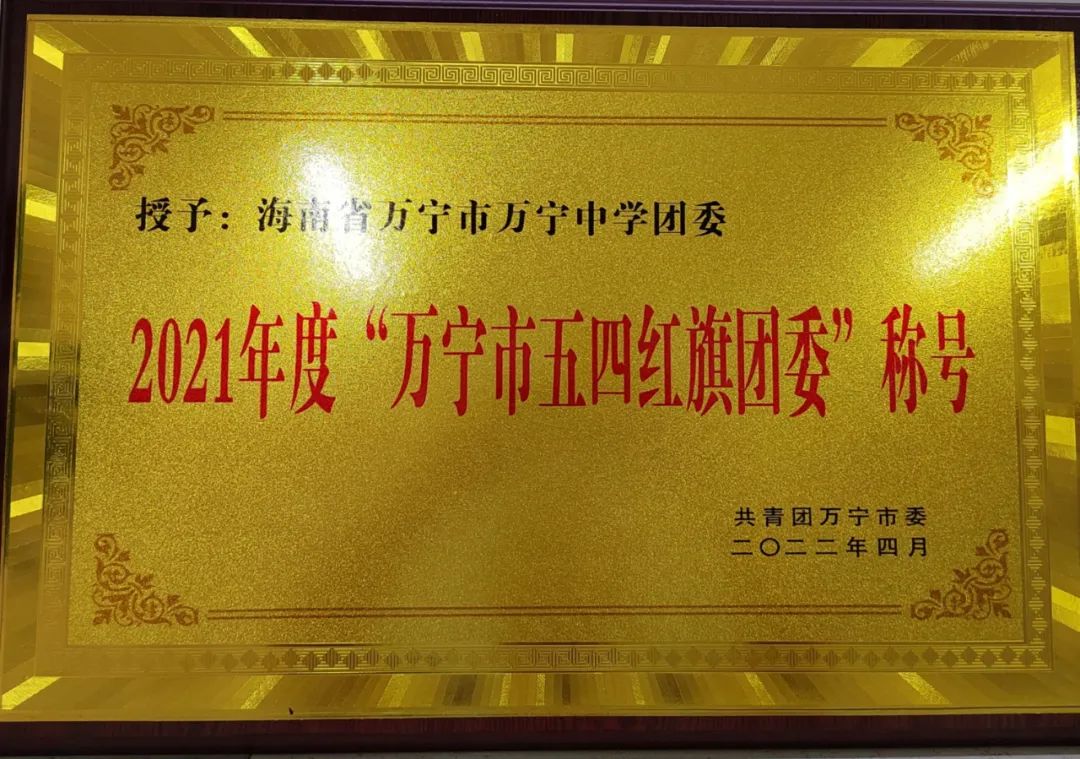 授予：海南省万宁市万宁中学团委
2021年度“万宁市五四红旗团委”称号
共青团万宁市委
二〇二二年四月